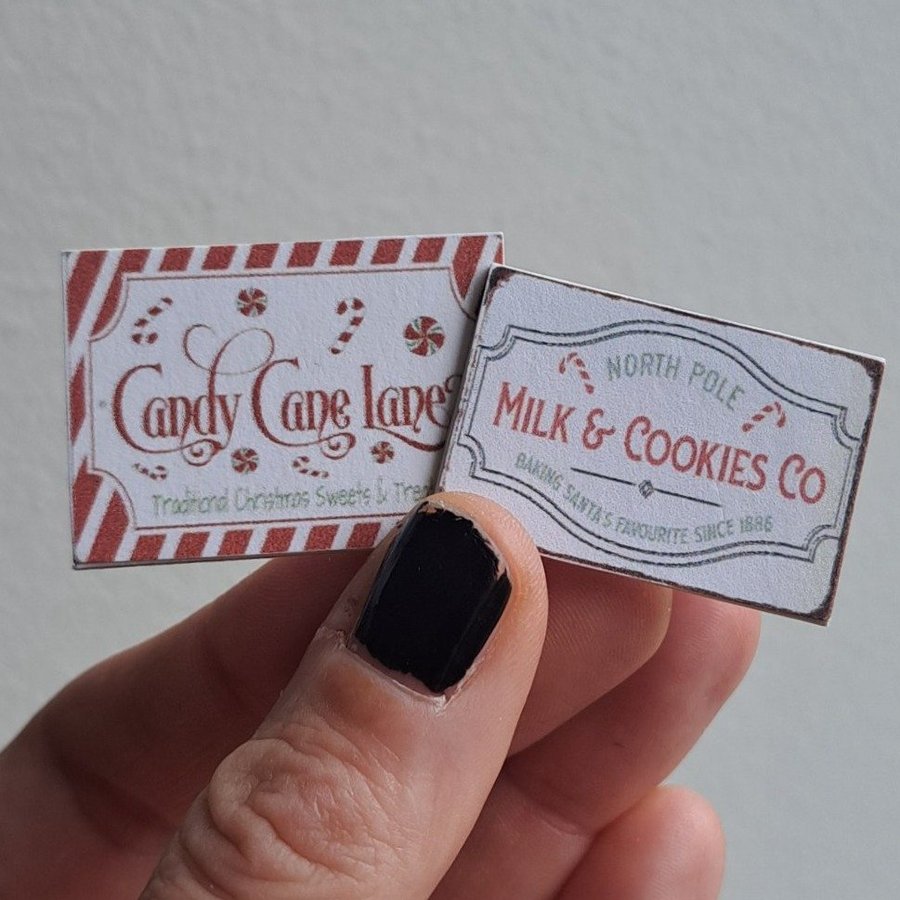 Candy Cane Lane
Traditional Christmas Sweets &
NORTH POLE
MILK & COOKIES CO
BAKING SANTA'S FAVOURITE SINCE 1886